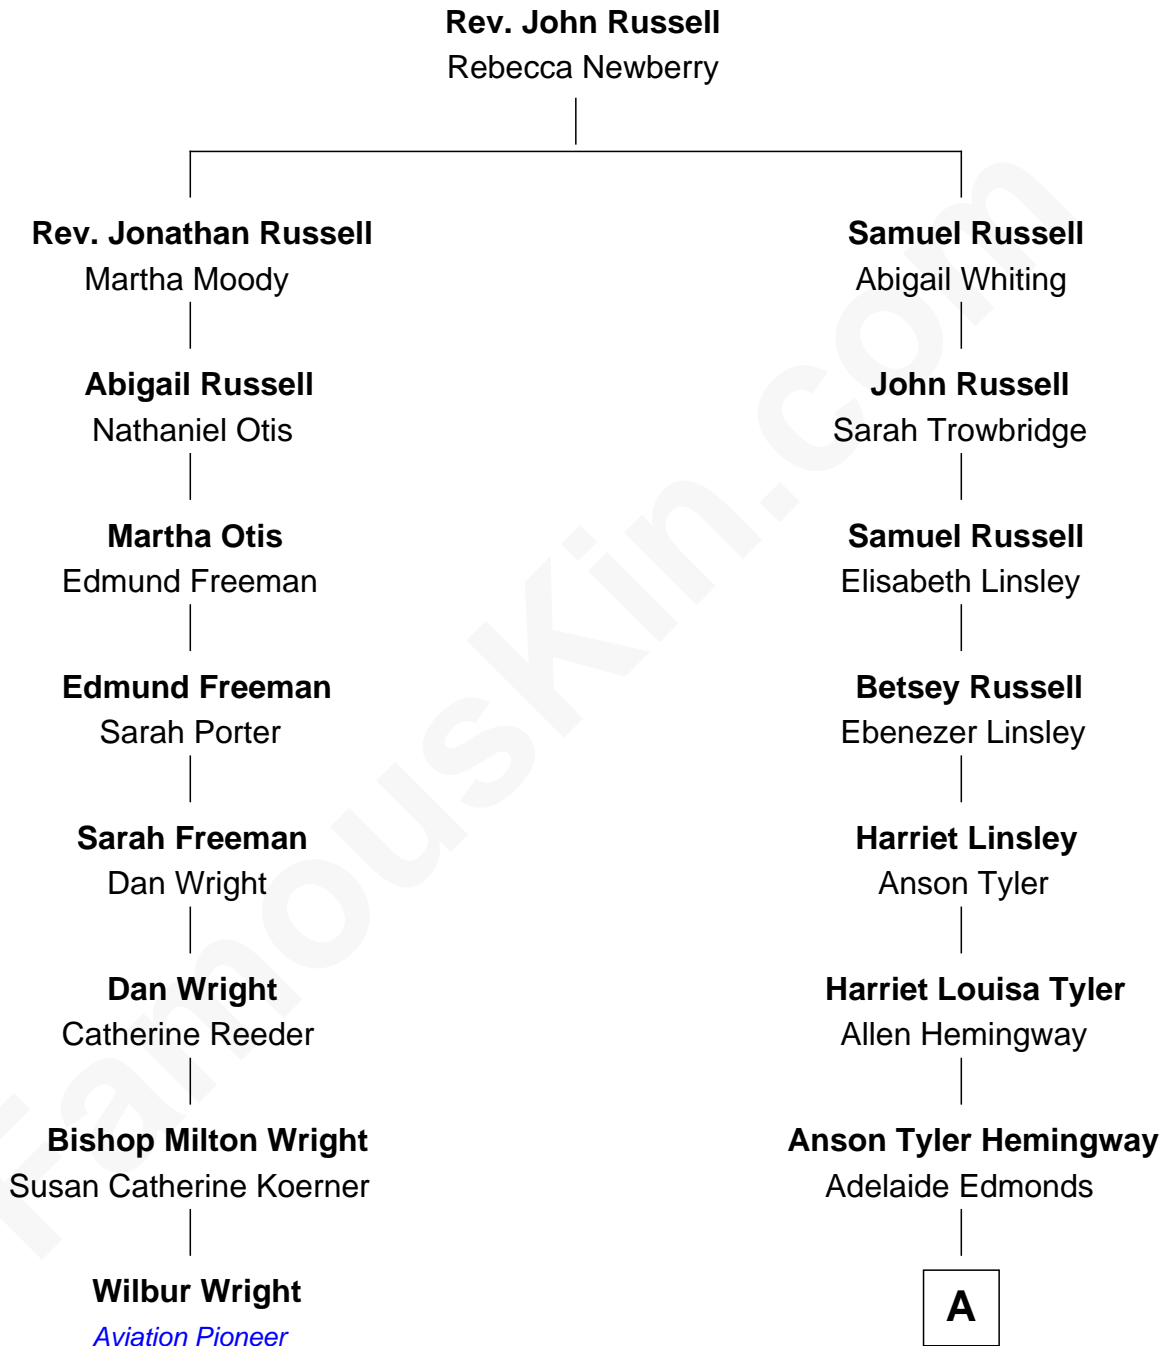 Rev. John Russell
Rebecca Newberry
Rev. Jonathan Russell
Martha Moody
Samuel Russell
Abigail Whiting
Abigail Russell
Nathaniel Otis
John Russell
Sarah Trowbridge
Martha Otis
Edmund Freeman
Samuel Russell
Elisabeth Linsley
Edmund Freeman
Sarah Porter
Betsey Russell
Ebenezer Linsley
Sarah Freeman
Dan Wright
Harriet Linsley
Anson Tyler
Dan Wright
Catherine Reeder
Harriet Louisa Tyler
Allen Hemingway
Bishop Milton Wright
Susan Catherine Koerner
Anson Tyler Hemingway
Adelaide Edmonds
Wilbur Wright
Aviation Pioneer
A
FamousKin.com